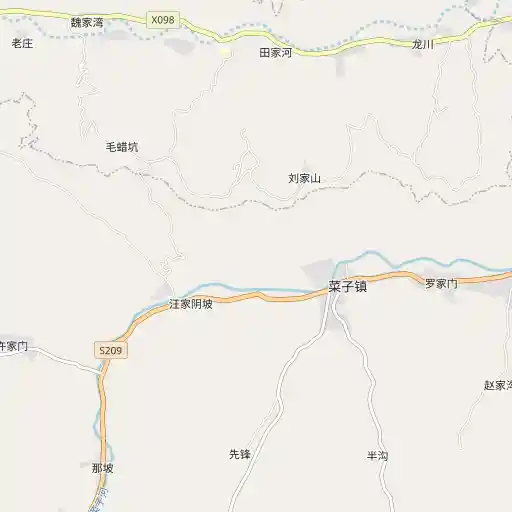 魏家湾
X098
老庄
田家河
龙川
毛蜡坑
刘家山
菜子镇
罗家门
汪家阴坡
S209
许家门
赵家湾
先锋
半沟
那坡